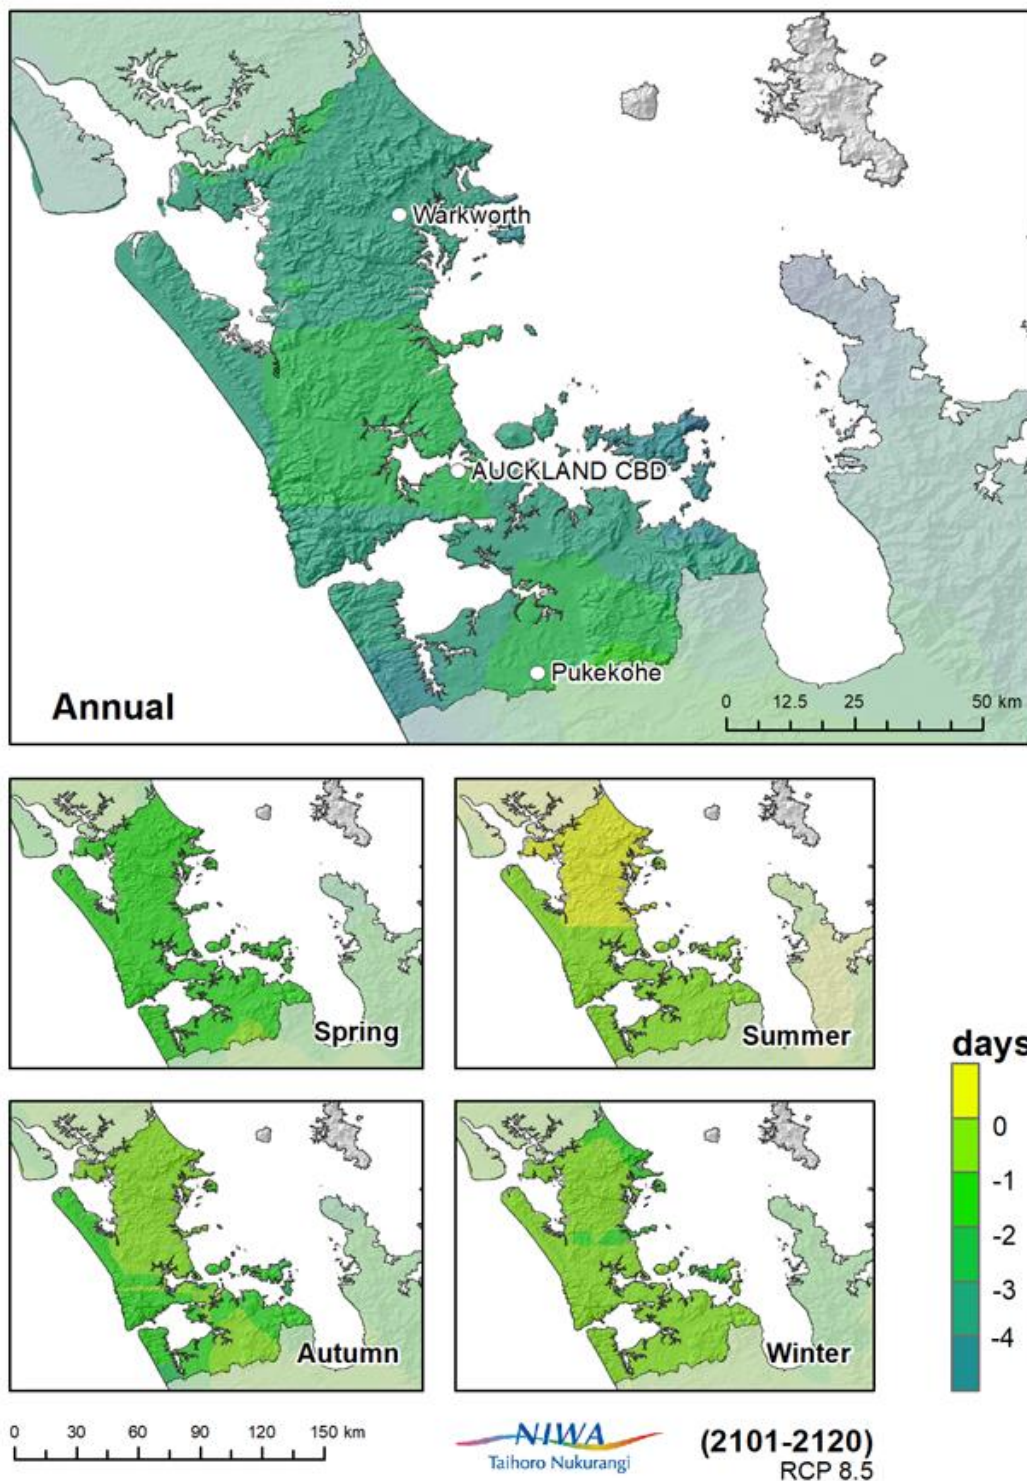 Warkworth
AUCKLAND CBD
Pukekohe
Annual
0 12.5 25 50 km
Spring
Summer
days
0
-1
-2
-3
-4
Autumn
Winter
0 30 60 90 120 150 km
NIWA
Taihoro Nukurangi
(2101-2120)
RCP 8.5